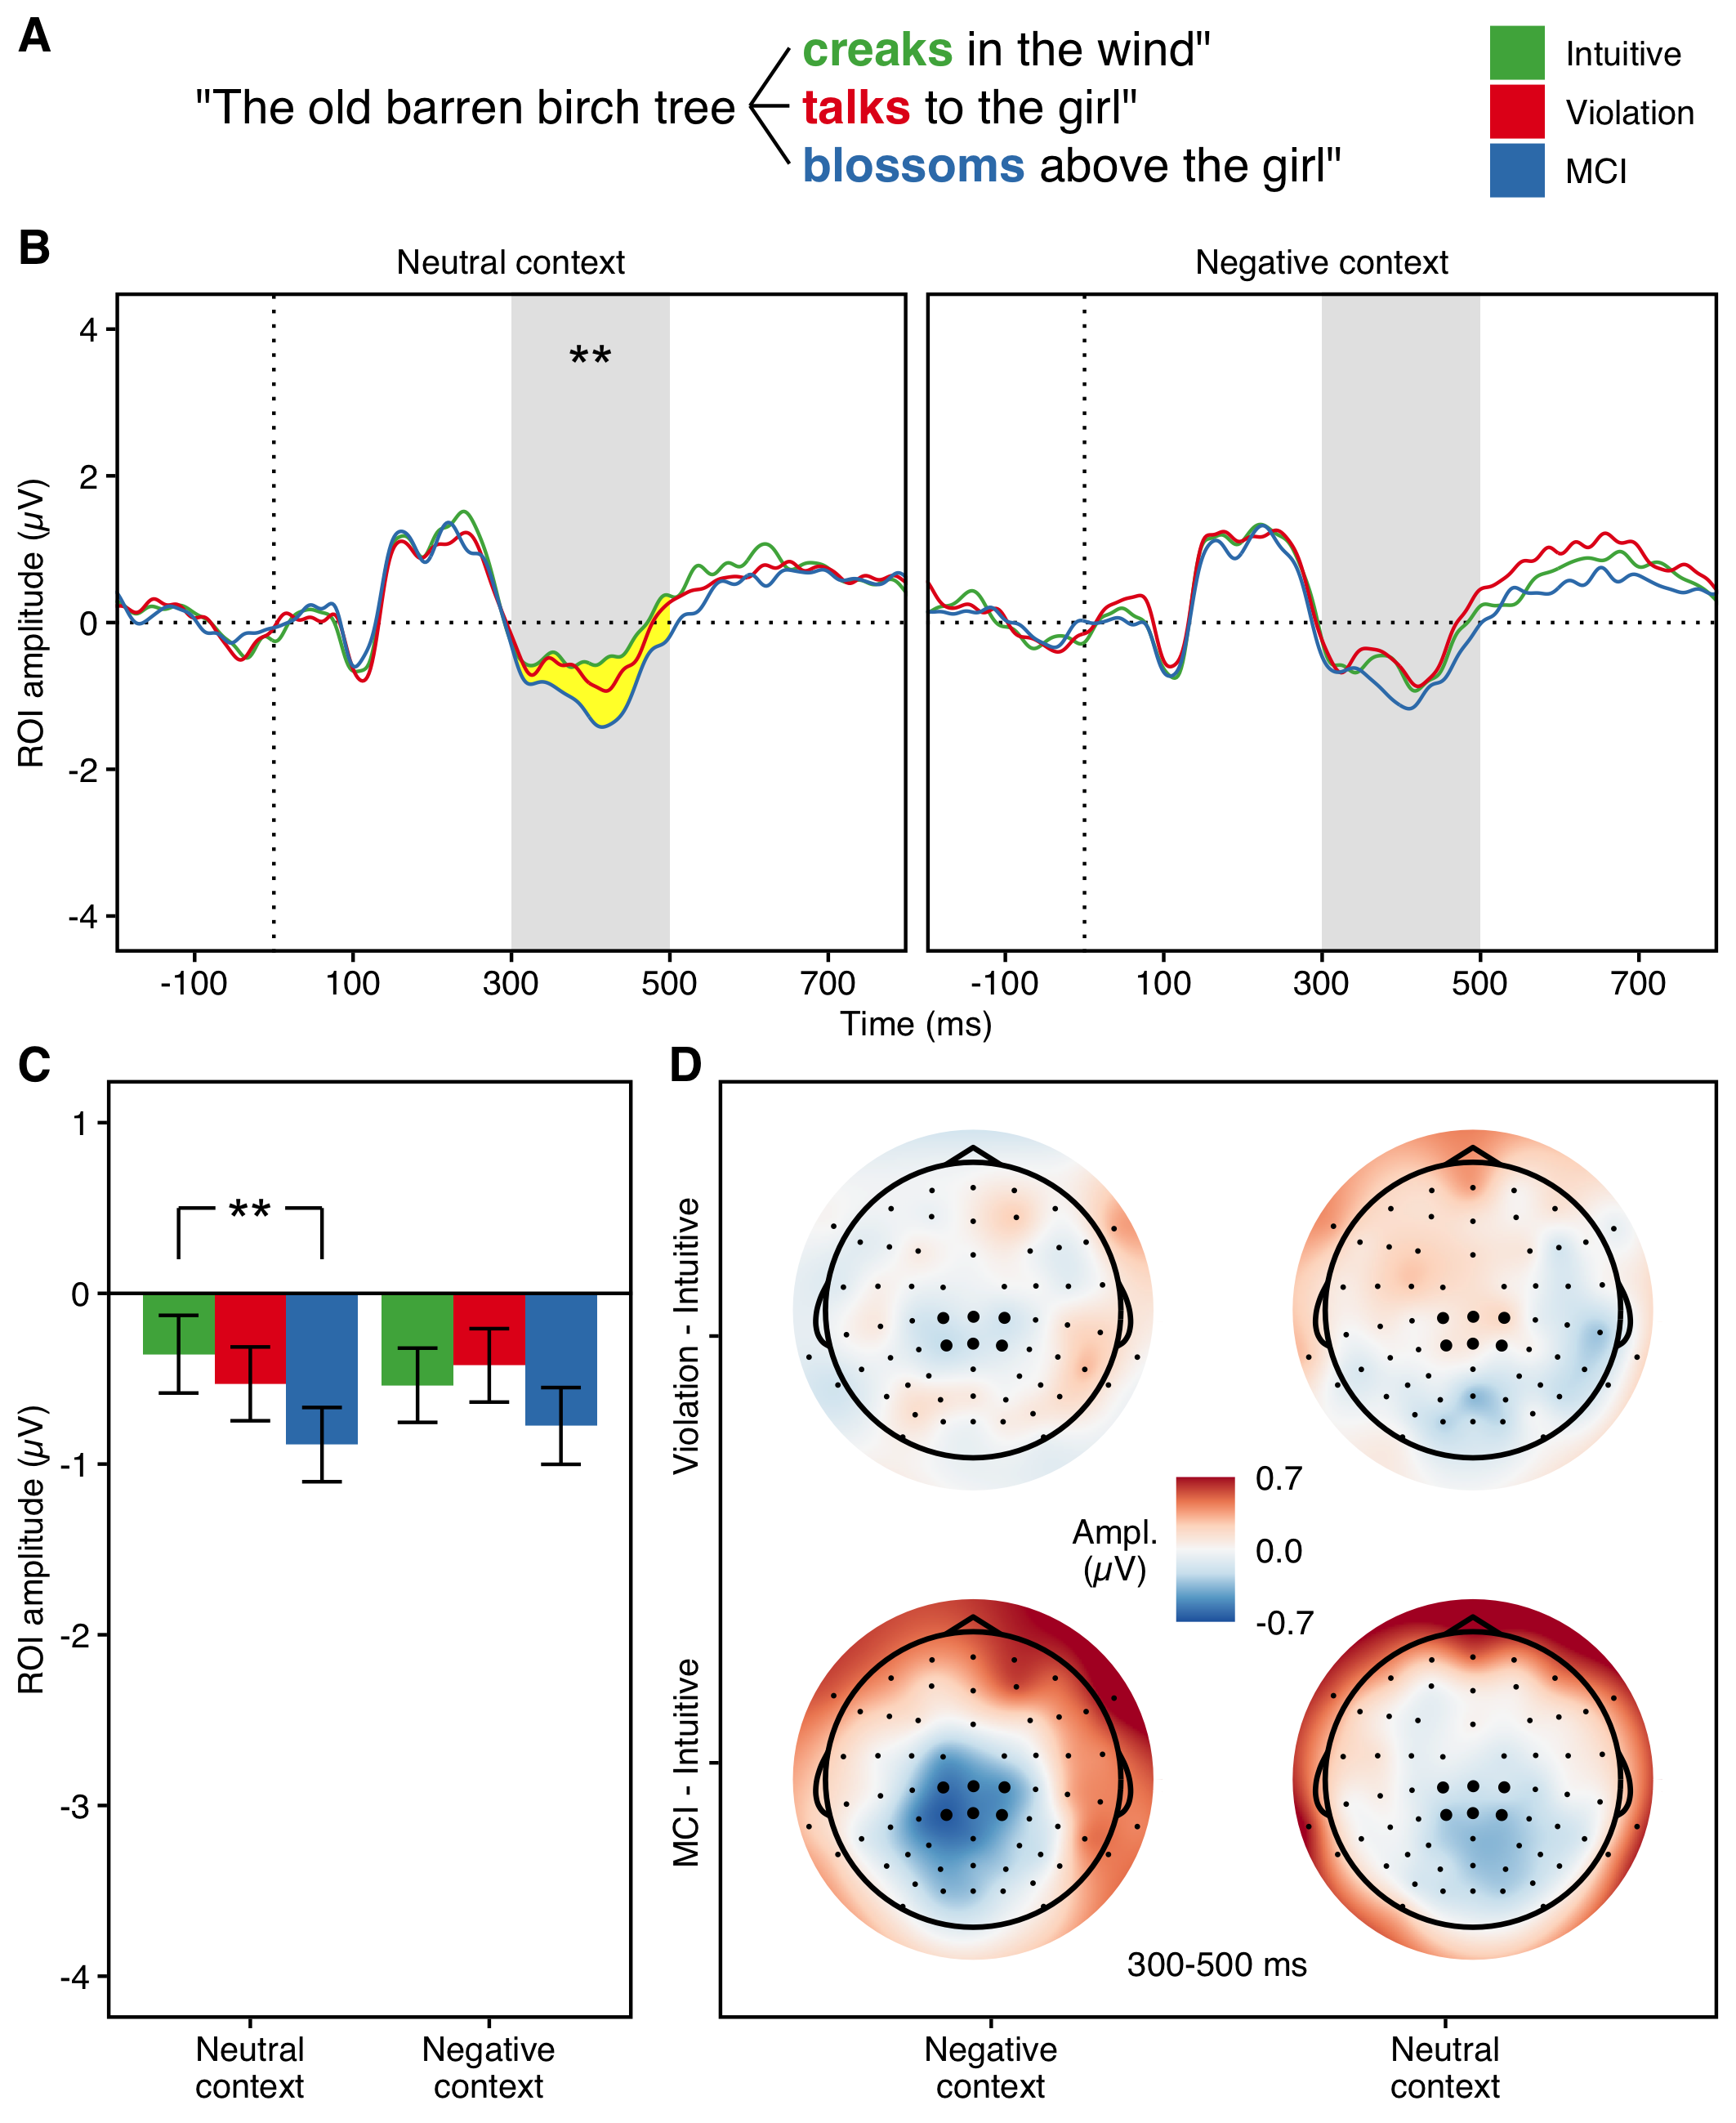 A
"The old barren birch tree
creaks in the wind"
talks to the girl"
blossoms above the girl"
Intuitive
Violation
MCI
B
Neutral context
Negative context
ROI amplitude (µV)
4
2
0
-2
-4
-100 100 300 500 700
-100 100 300 500 700
**
Time (ms)
C
ROI amplitude (µV)
1
0
-1
-2
-3
-4
**
Neutral
context
Negative
context
D
Violation - Intuitive
MCI - Intuitive
Ampl.
(µV)
0.7
0.0
-0.7
300-500 ms
Negative
context
Neutral
context